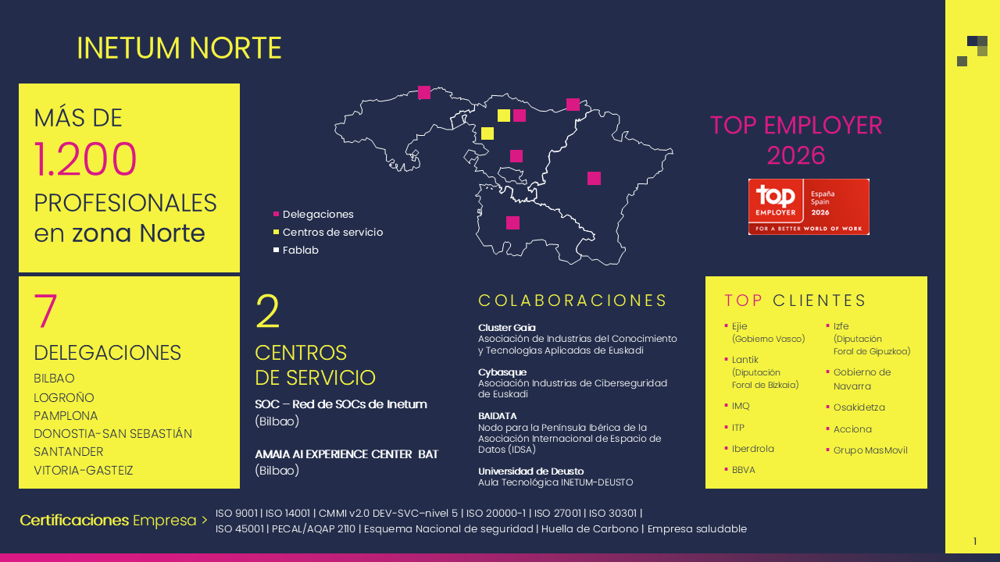 INETUM NORTE
MÁS DE
1.200
PROFESIONALES
en zona Norte
Delegaciones
Centros de servicio
Fablab
TOP EMPLOYER
2026
top
EMPLOYER
España
Spain
2026
FOR A BETTER WORLD OF WORK
7
DELEGACIONES
BILBAO
LOGROÑO
PAMPLONA
DONOSTIA-SAN SEBASTIÁN
SANTANDER
VITORIA-GASTEIZ
2
CENTROS
DE SERVICIO
SOC – Red de SOCs de Inetum
(Bilbao)
AMAIA AI EXPERIENCE CENTER BAT
(Bilbao)
COLABORACIONES
Cluster Gaia
Asociación de Industrias del Conocimiento
y Tecnologías Aplicadas de Euskadi
Cybasque
Asociación Industrias de Ciberseguridad
de Euskadi
BAIDATA
Nodo para la Península Ibérica de la
Asociación Internacional de Espacio de
Datos (IDSA)
Universidad de Deusto
Aula Tecnológica INETUM-DEUSTO
TOP CLIENTES
Ejie
(Gobierno Vasco)
Lantik
(Diputación
Foral de Bizkaia)
IMQ
ITP
Iberdrola
BBVA
Izfe
(Diputación
Foral de Gipuzkoa)
Gobierno de
Navarra
Osakidetza
Acciona
Grupo MasMovil
Certificaciones Empresa >
ISO 9001 | ISO 14001 | CMMI v2.0 DEV-SVC–nivel 5 | ISO 20000-1 | ISO 27001 | ISO 30301 |
ISO 45001 | PECAL/AQAP 2110 | Esquema Nacional de seguridad | Huella de Carbono | Empresa saludable
1